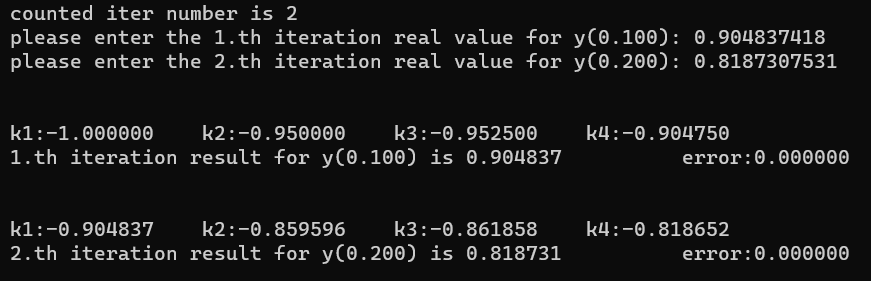 counted iter number is 2
please enter the 1.th iteration real value for y(0.100): 0.904837418
please enter the 2.th iteration real value for y(0.200): 0.8187307531
k1:-1.000000    k2:-0.950000    k3:-0.952500    k4:-0.904750
1.th iteration result for y(0.100) is 0.904837          error:0.000000
k1:-0.904837    k2:-0.859596    k3:-0.861858    k4:-0.818652
2.th iteration result for y(0.200) is 0.818731          error:0.000000